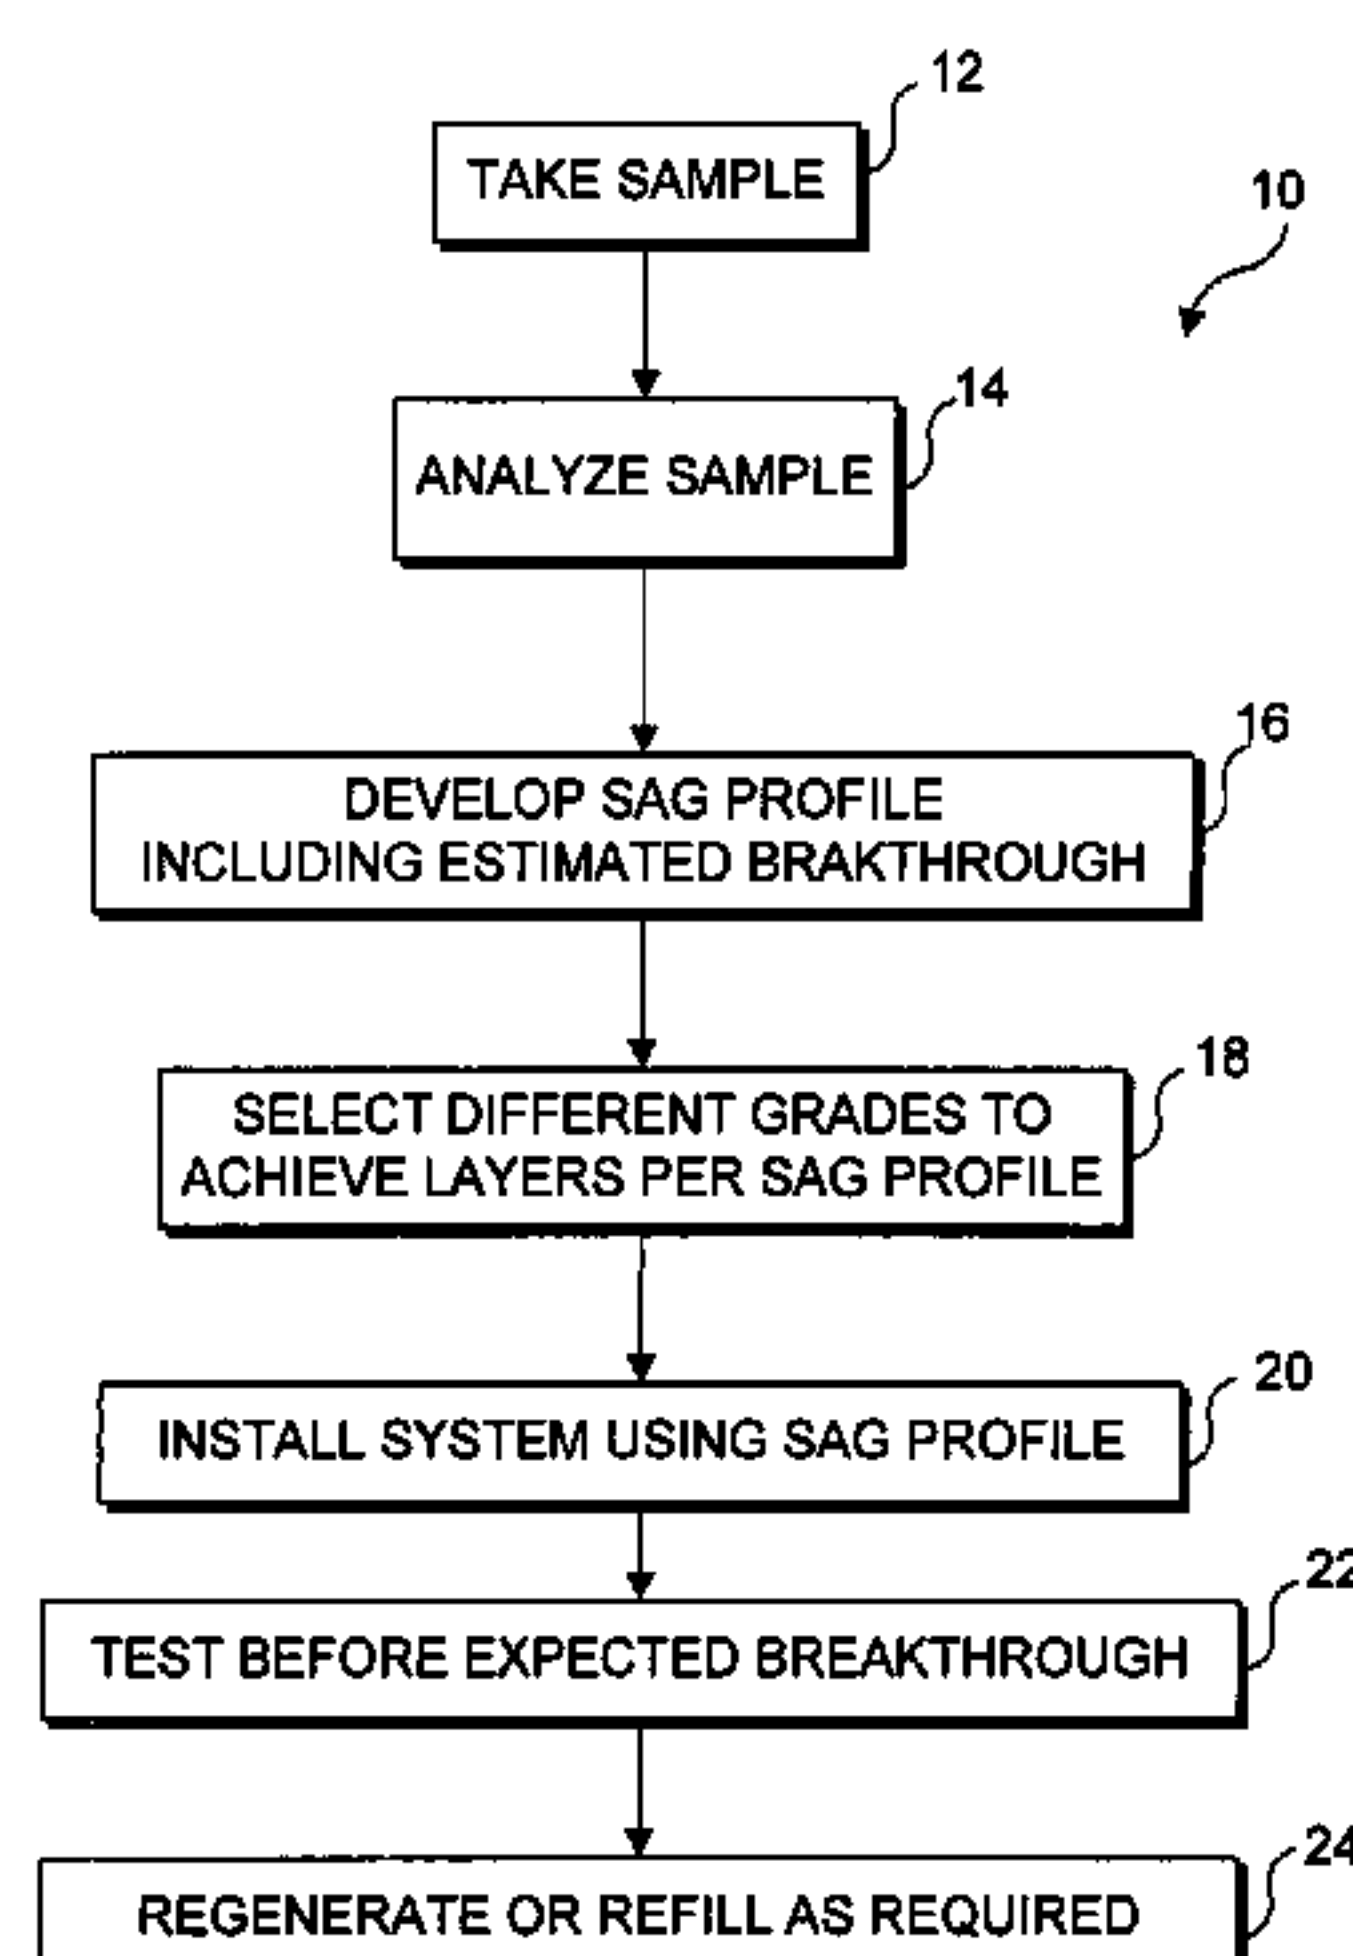 12
TAKE SAMPLE
10
14
ANALYZE SAMPLE
16
DEVELOP SAG PROFILE
INCLUDING ESTIMATED BRAKTHROUGH
18
SELECT DIFFERENT GRADES TO
ACHIEVE LAYERS PER SAG PROFILE
20
INSTALL SYSTEM USING SAG PROFILE
22
TEST BEFORE EXPECTED BREAKTHROUGH
24
REGENERATE OR REFILL AS REQUIRED